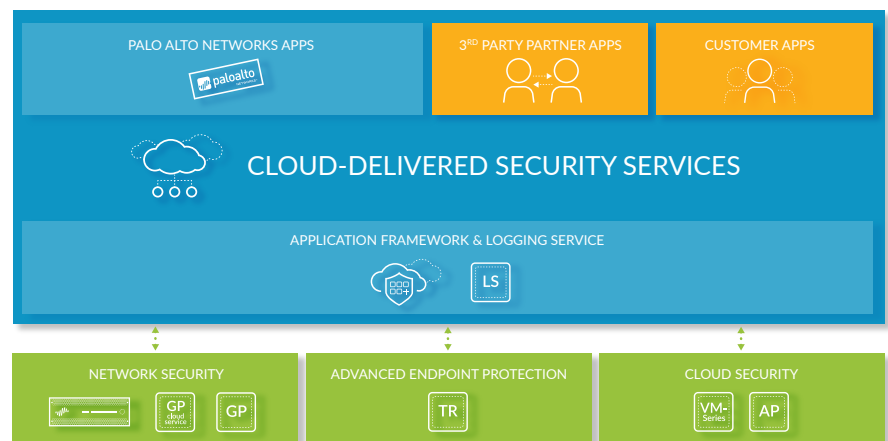 PALO ALTO NETWORKS APPS
3RD PARTY PARTNER APPS
CUSTOMER APPS
paloalto
NETWORKS
CLOUD-DELIVERED SECURITY SERVICES
APPLICATION FRAMEWORK & LOGGING SERVICE
LS
NETWORK SECURITY
ADVANCED ENDPOINT PROTECTION
CLOUD SECURITY
GP
cloud
service
GP
TR
VM-
Series
AP